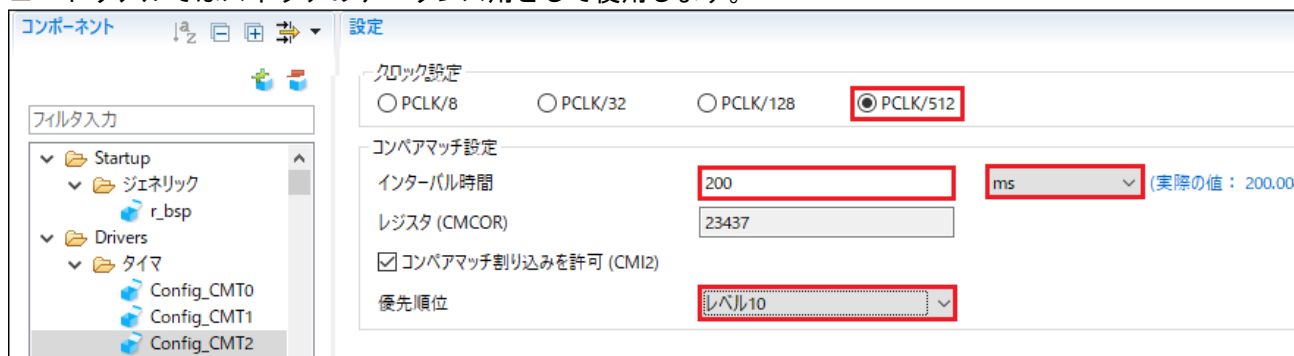 コンポーネント
設定
クロック設定
PCLK/8
PCLK/32
PCLK/128
PCLK/512
フィルタ入力
コンペアマッチ設定
Startup
インターバル時間
200
ms
(実際の値： 200.00
ジェネリック
r_bsp
レジスタ (CMCOR)
23437
Drivers
タイマ
コンペアマッチ割り込みを許可 (CMI2)
Config_CMT0
優先順位
レベル10
Config_CMT1
Config_CMT2